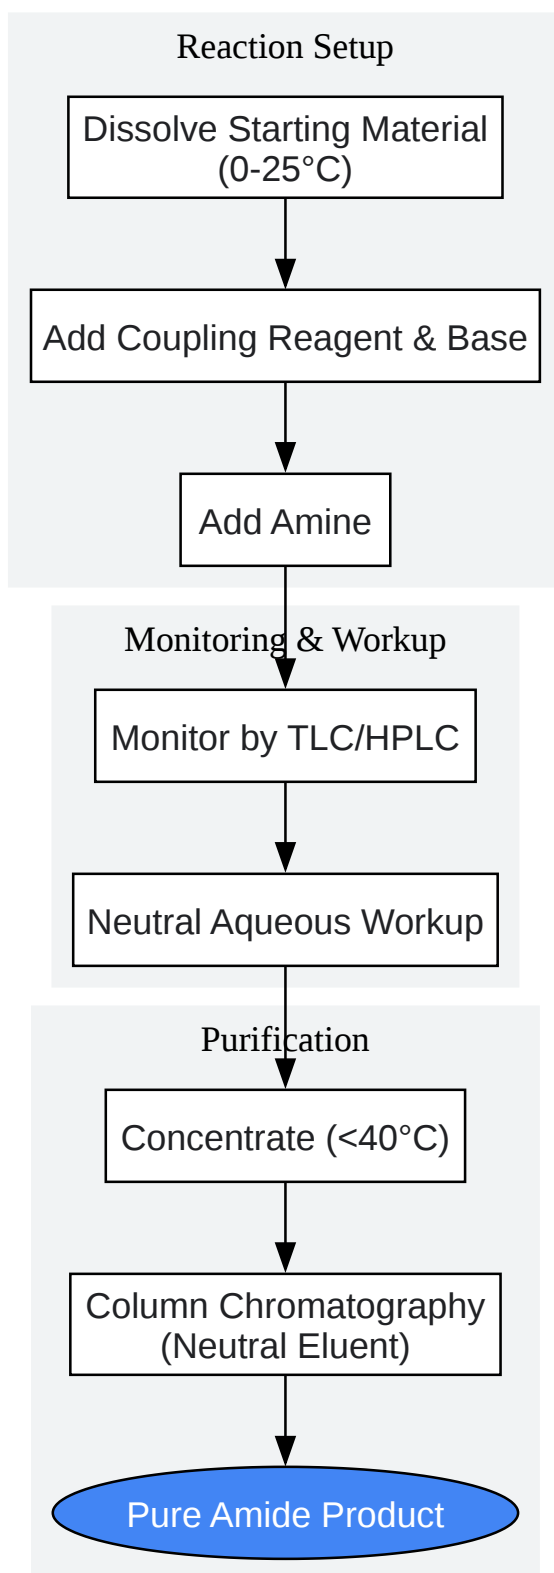 Reaction Setup
Dissolve Starting Material
(0-25°C)
Add Coupling Reagent & Base
Add Amine
Monitoring & Workup
Monitor by TLC/HPLC
Neutral Aqueous Workup
Purification
Concentrate (<40°C)
Column Chromatography
(Neutral Eluent)
Pure Amide Product